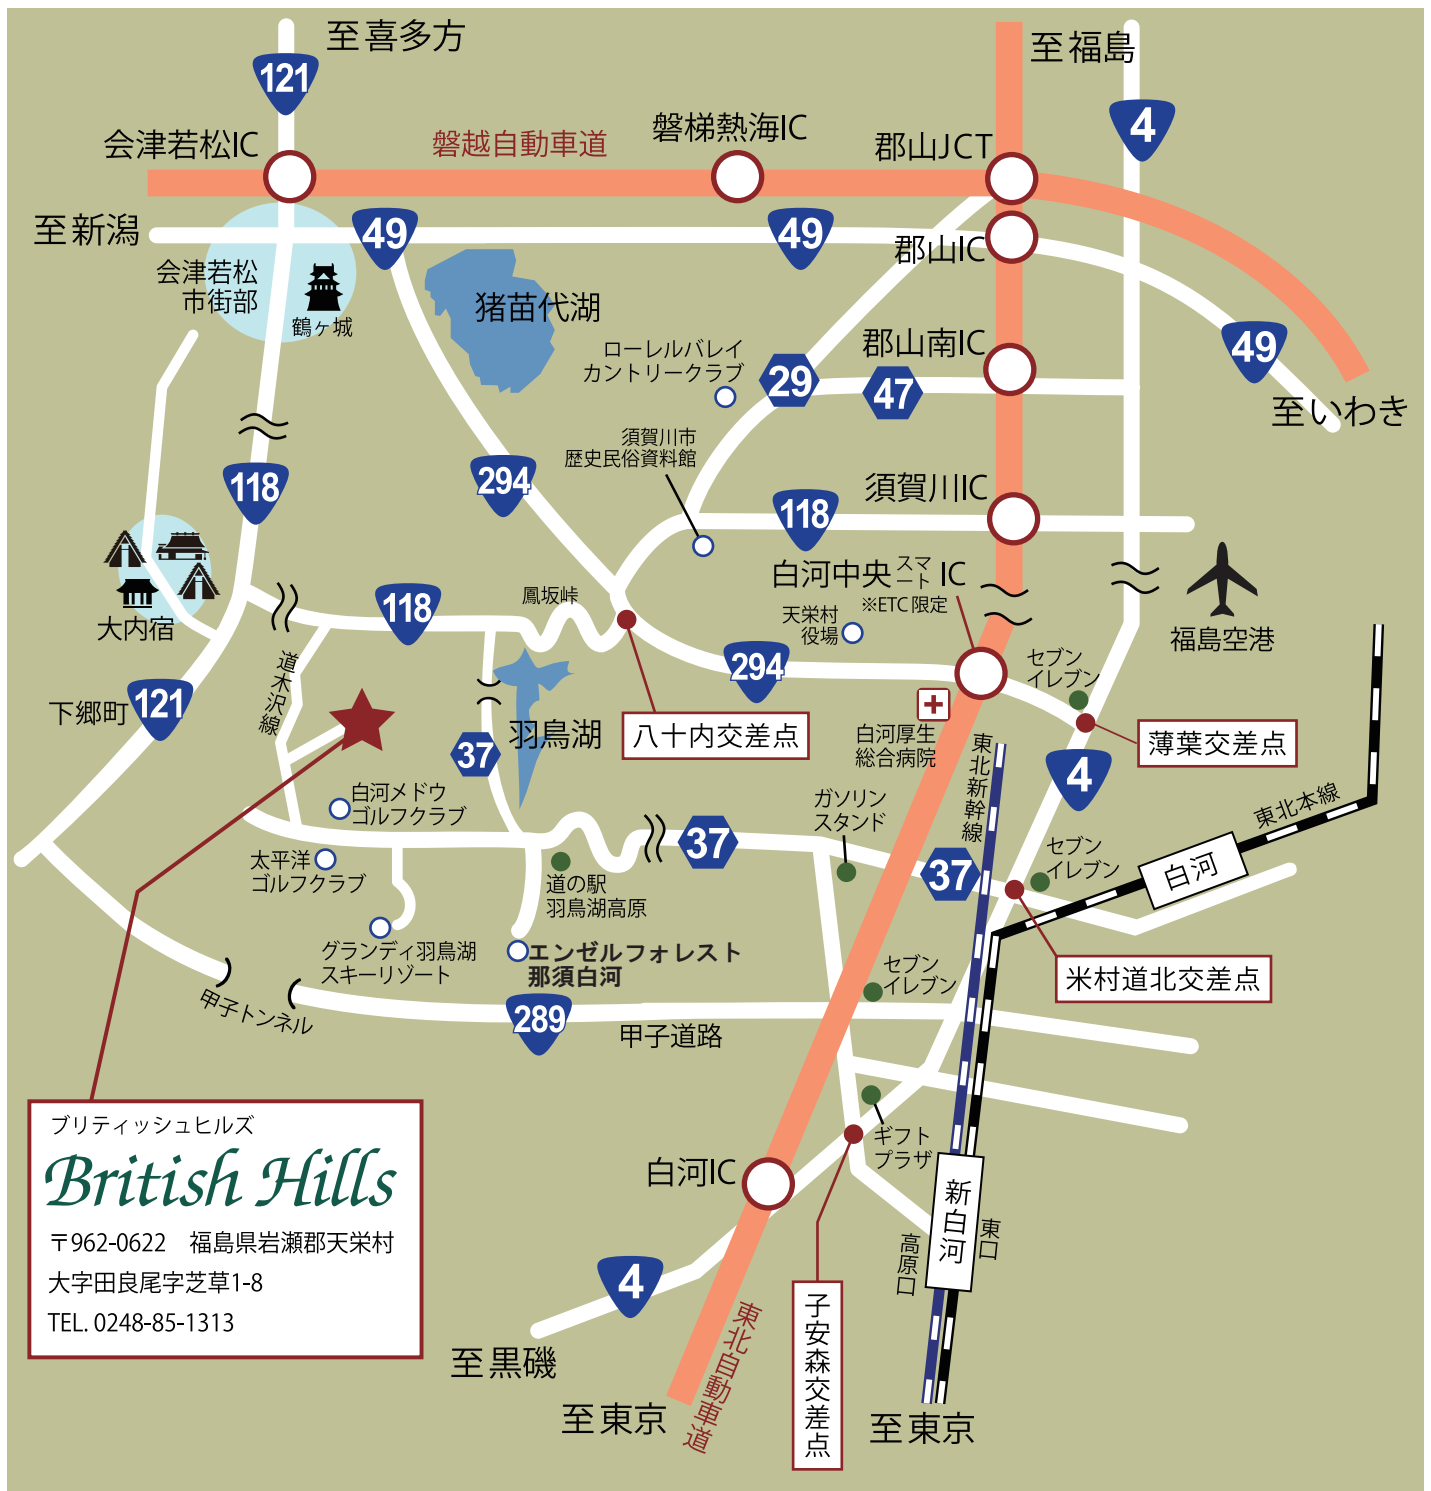 至喜多方
121
至福島
4
会津若松IC
磐越自動車道
磐梯熱海IC
郡山JCT
至新潟
49
49
郡山IC
会津若松
市街部
鶴ヶ城
猪苗代湖
郡山南IC
49
ローレルバレイ
カントリークラブ
29
47
至いわき
須賀川市
歴史民俗資料館
118
294
須賀川IC
118
白河中央
スマ
ート
IC
※ETC限定
鳳坂峠
118
天栄村
役場
大内宿
福島空港
道木沢線
294
セブン
イレブン
下郷町
121
羽鳥湖
八十内交差点
白河厚生
総合病院
薄葉交差点
37
東北新幹線
4
白河メドウ
ゴルフクラブ
ガソリン
スタンド
東北本線
37
太平洋
ゴルフクラブ
道の駅
羽鳥湖高原
37
セブン
イレブン
白河
グランディ羽鳥湖
スキーリゾート
エンゼルフォレスト
那須白河
セブン
イレブン
米村道北交差点
甲子トンネル
289
甲子道路
ブリティッシュヒルズ
British Hills
〒962-0622 福島県岩瀬郡天栄村
大字田良尾字芝草1-8
TEL. 0248-85-1313
ギフト
プラザ
白河IC
新白河
東口
高原口
4
子安森交差点
東北自動車道
至黒磯
至東京
至東京